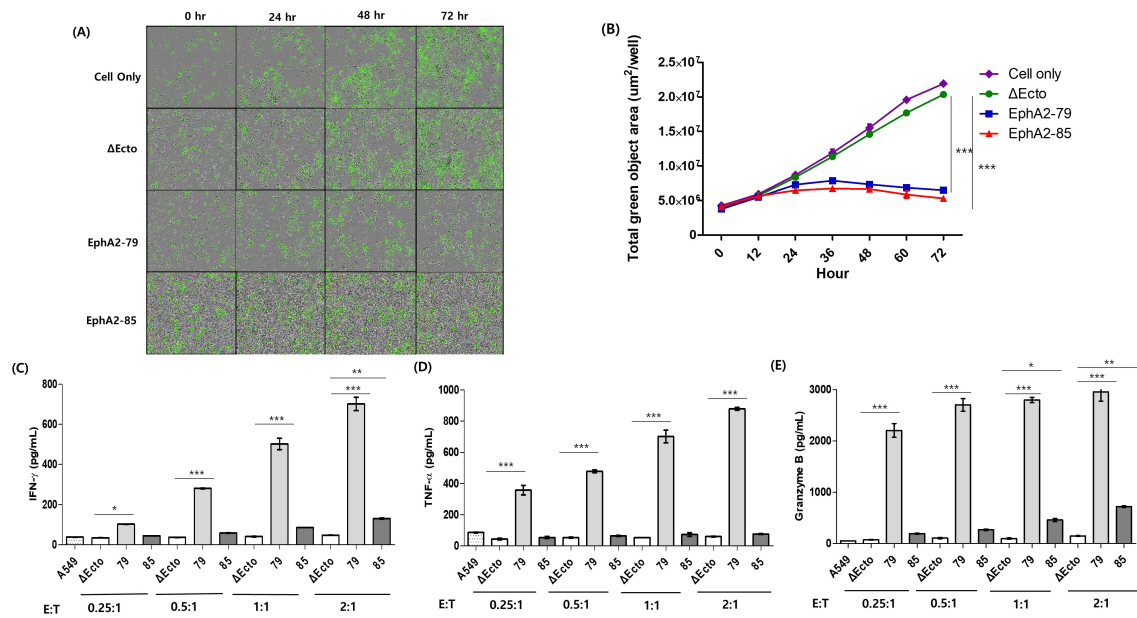 (A)
0 hr 24 hr 48 hr 72 hr
Cell Only
ΔEcto
EphA2-79
EphA2-85
(B)
Total green object area (um²/well)
2.5×10⁷
2.0×10⁷
1.5×10⁷
1.0×10⁷
5.0×10⁶
0
0 12 24 36 48 60 72
Hour
Cell only
ΔEcto
EphA2-79
EphA2-85
***
***
(C)
IFN-γ (pg/mL)
800
600
400
200
0
*
***
***
**
***
A549 ΔEcto 79 85 ΔEcto 79 85 ΔEcto 79 85 ΔEcto 79 85
E:T 0.25:1 0.5:1 1:1 2:1
(D)
TNF-α (pg/mL)
1000
800
600
400
200
0
***
***
***
***
A549 ΔEcto 79 85 ΔEcto 79 85 ΔEcto 79 85 ΔEcto 79 85
E:T 0.25:1 0.5:1 1:1 2:1
(E)
Granzyme B (pg/mL)
3000
2000
1000
0
***
***
*
***
**
***
A549 ΔEcto 79 85 ΔEcto 79 85 ΔEcto 79 85 ΔEcto 79 85
E:T 0.25:1 0.5:1 1:1 2:1